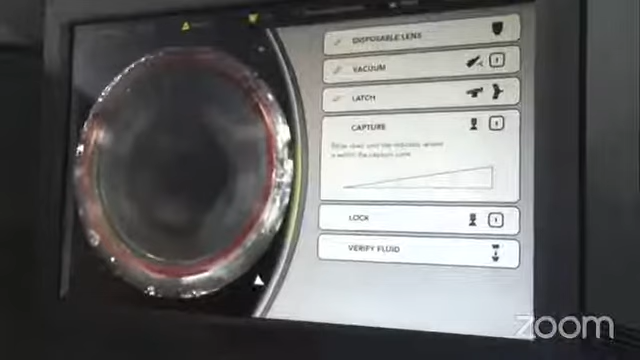 DISPOSABLE LENS
VACUUM
LATCH
CAPTURE
LOCK
VERIFY FLUID
zoom